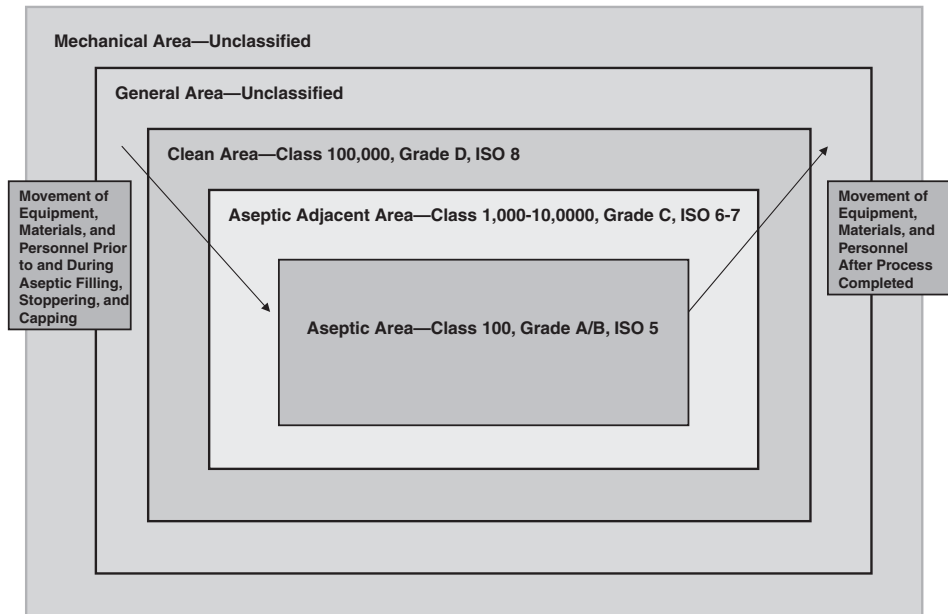 Mechanical Area—Unclassified
General Area—Unclassified
Clean Area—Class 100,000, Grade D, ISO 8
Movement of
Equipment,
Materials, and
Personnel Prior
to and During
Aseptic Filling,
Stoppering, and
Capping
Aseptic Adjacent Area—Class 1,000-10,0000, Grade C, ISO 6-7
Movement of
Equipment,
Materials, and
Personnel
After Process
Completed
Aseptic Area—Class 100, Grade A/B, ISO 5